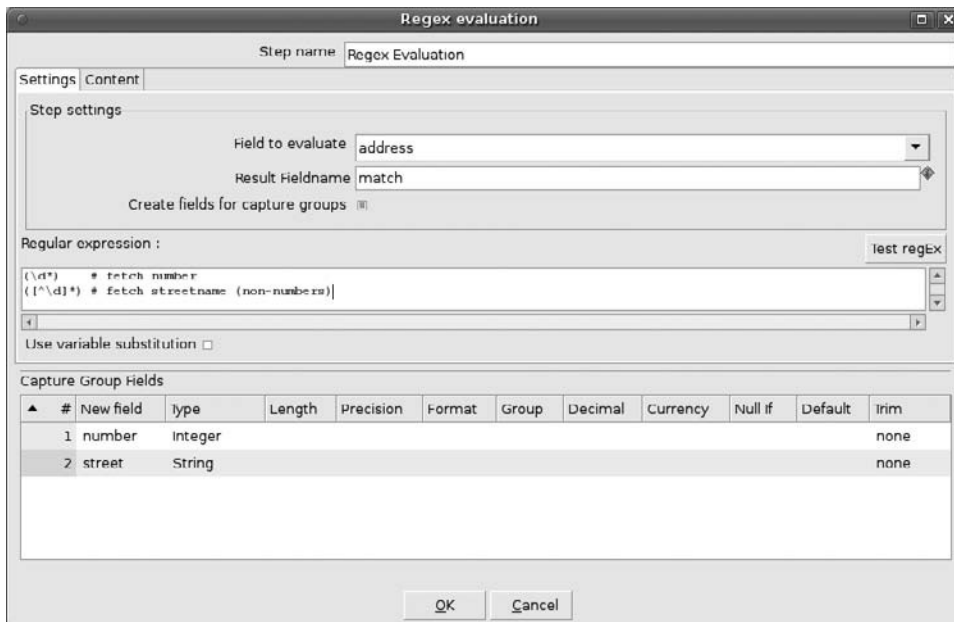 Regex evaluation
Step name Regex Evaluation
Settings Content
Step settings
Field to evaluate address
Result Fieldname match
Create fields for capture groups
Regular expression : Test regEx
(\d*) # fetch number
([^\d]*) # fetch streetname (non-numbers)
Use variable substitution
Capture Group Fields
# New field Type Length Precision Format Group Decimal Currency Null If Default Trim
1 number Integer none
2 street String none
OK Cancel